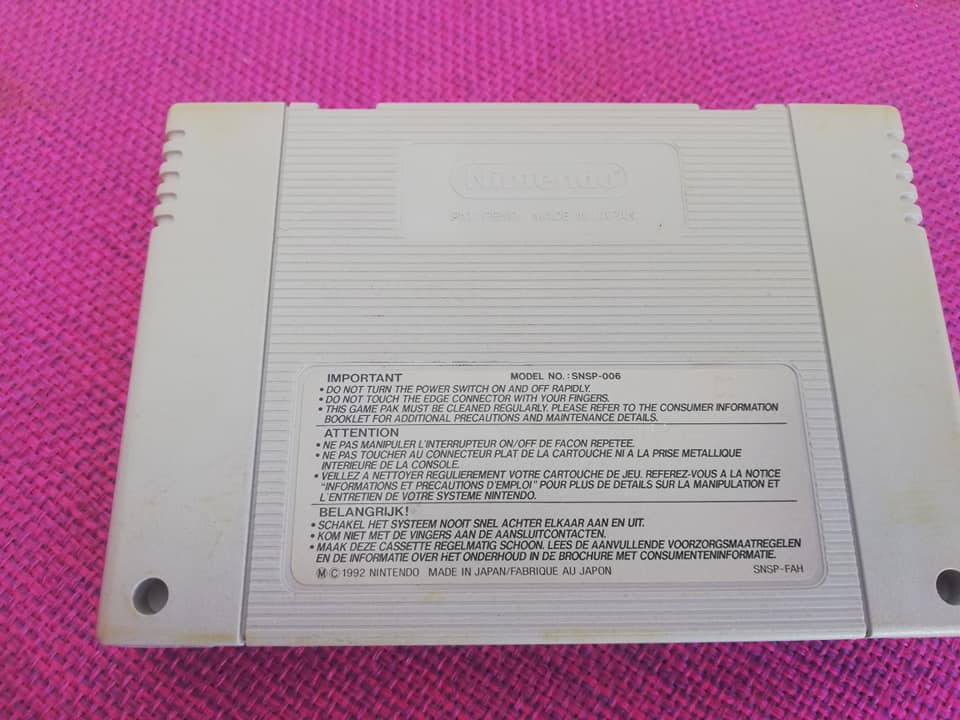 Nintendo
MADE IN JAPAN
IMPORTANT MODEL NO. : SNSP-006
• DO NOT TURN THE POWER SWITCH ON AND OFF RAPIDLY.
• DO NOT TOUCH THE EDGE CONNECTOR WITH YOUR FINGERS.
• THIS GAME PAK MUST BE CLEANED REGULARLY. PLEASE REFER TO THE CONSUMER INFORMATION
BOOKLET FOR ADDITIONAL PRECAUTIONS AND MAINTENANCE DETAILS.
ATTENTION
• NE PAS MANIPULER L'INTERRUPTEUR ON/OFF DE FACON REPETEE.
• NE PAS TOUCHER AU CONNECTEUR PLAT DE LA CARTOUCHE NI A LA PRISE METALLIQUE
INTERIEURE DE LA CONSOLE.
• VEILLEZ A NETTOYER REGULIEREMENT VOTRE CARTOUCHE DE JEU. REFEREZ-VOUS A LA NOTICE
"INFORMATIONS ET PRECAUTIONS D'EMPLOI" POUR PLUS DE DETAILS SUR LA MANIPULATION ET
L'ENTRETIEN DE VOTRE SYSTEME NINTENDO.
BELANGRIJK!
• SCHAKEL HET SYSTEEM NOOIT SNEL ACHTER ELKAAR AAN EN UIT.
• KOM NIET MET DE VINGERS AAN DE AANSLUITCONTACTEN.
• MAAK DEZE CASSETTE REGELMATIG SCHOON. LEES DE AANVULLENDE VOORZORGSMAATREGELEN
EN DE INFORMATIE OVER HET ONDERHOUD IN DE BROCHURE MET CONSUMENTENINFORMATIE.
Ⓜ © 1992 NINTENDO MADE IN JAPAN/FABRIQUE AU JAPON SNSP-FAH